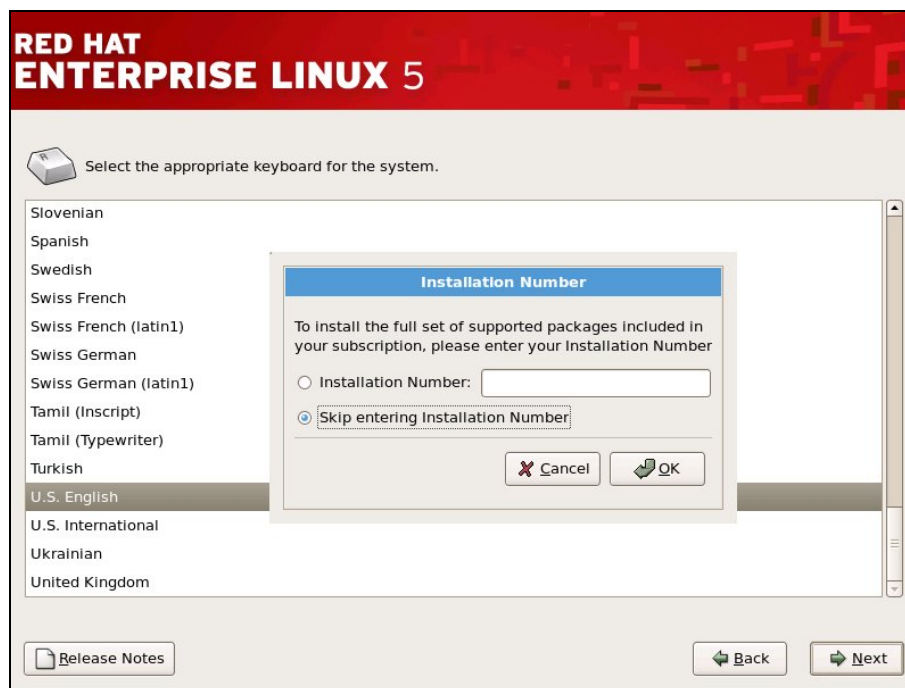 RED HAT
ENTERPRISE LINUX 5
Select the appropriate keyboard for the system.
Slovenian
Spanish
Swedish
Swiss French
Swiss French (latin1)
Swiss German
Swiss German (latin1)
Tamil (Inscript)
Tamil (Typewriter)
Turkish
U.S. English
U.S. International
Ukrainian
United Kingdom
Installation Number
To install the full set of supported packages included in
your subscription, please enter your Installation Number
Installation Number:
Skip entering Installation Number
Cancel OK
Release Notes Back Next